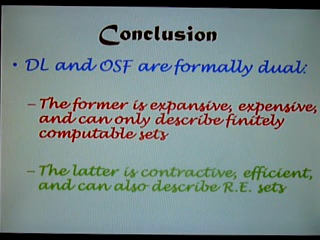 Conclusion
• DL and OSF are formally dual:
– The former is expansive, expensive,
and can only describe finitely
computable sets
– The latter is contractive, efficient,
and can also describe R.E. sets